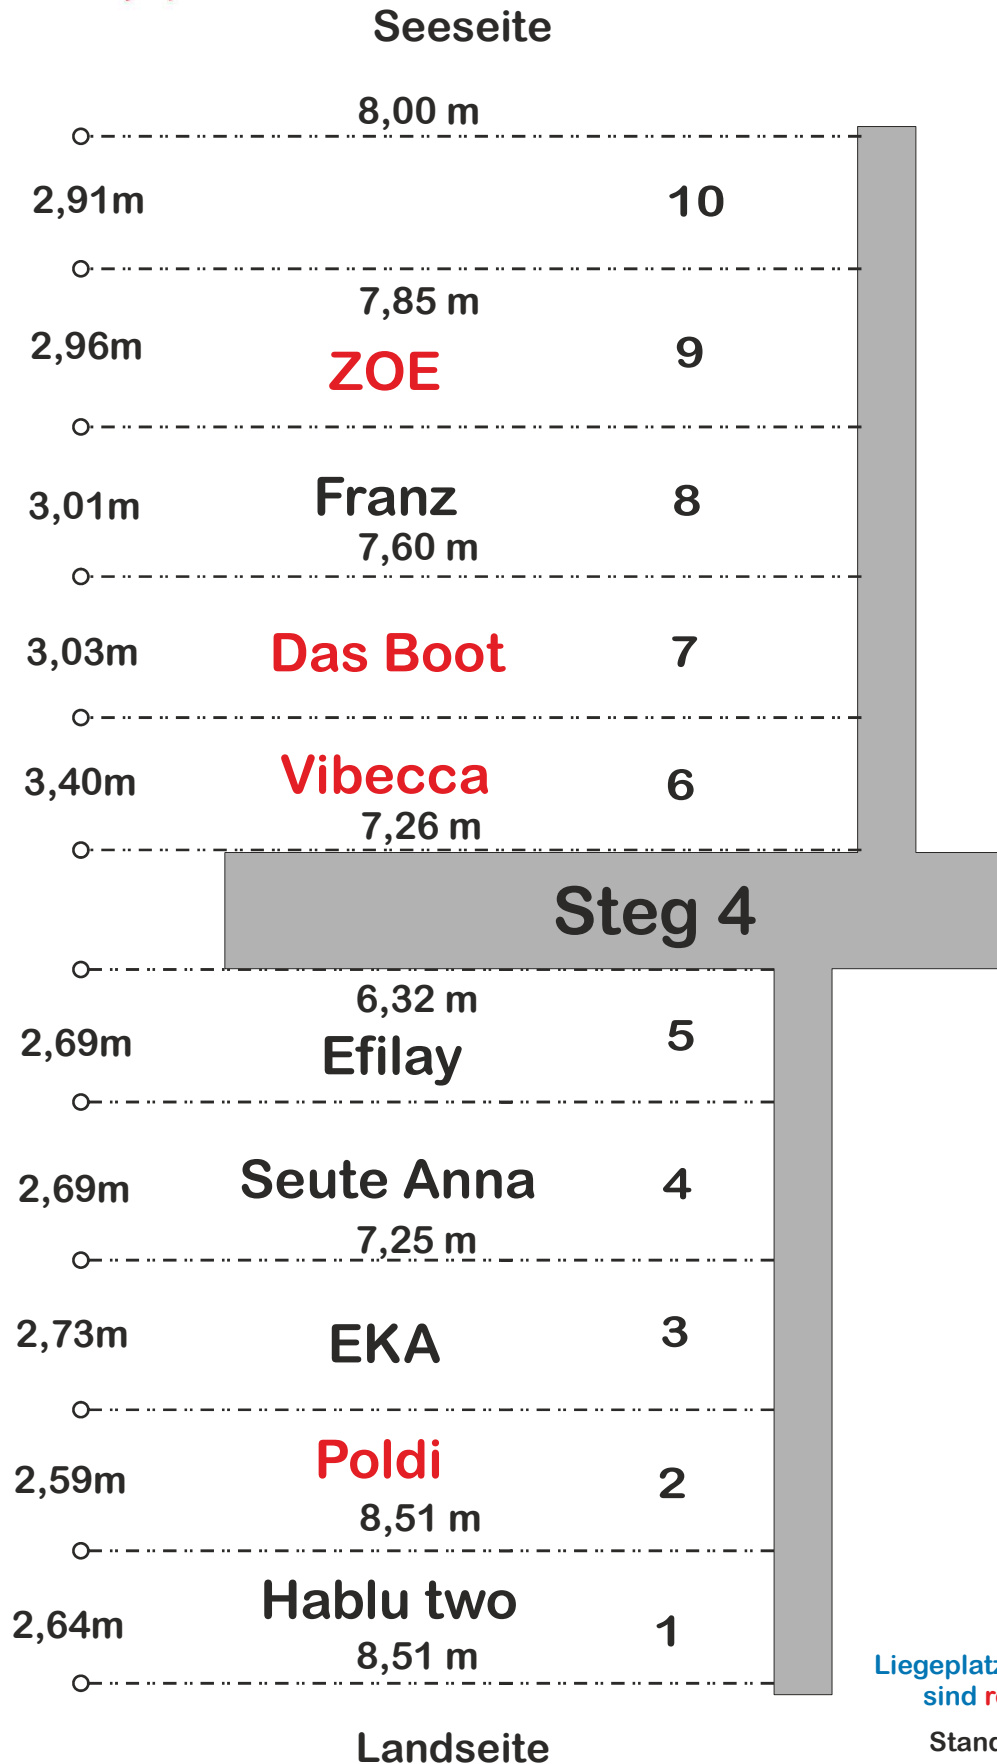 Seeseite
8,00 m
2,91m
10
7,85 m
2,96m
9
ZOE
Franz
3,01m
8
7,60 m
Das Boot
3,03m
7
Vibecca
3,40m
6
7,26 m
Steg 4
6,32 m
5
2,69m
Efilay
Seute Anna
2,69m
4
7,25 m
2,73m
EKA
3
Poldi
2,59m
2
8,51 m
Hablu two
2,64m
1
8,51 m
Liegeplatz
sind
Landseite